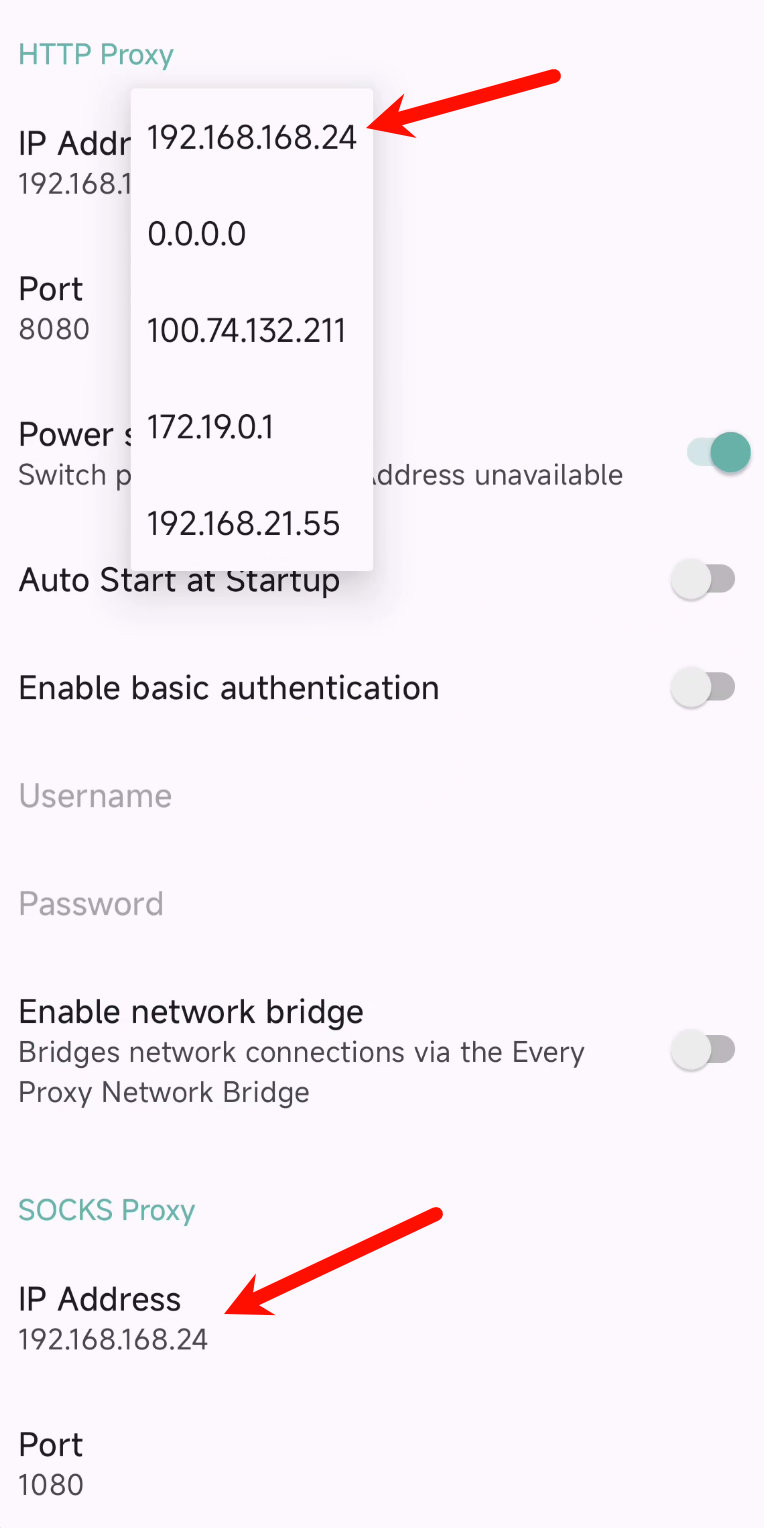 HTTP Proxy
IP Addr
192.168.1
192.168.168.24
0.0.0.0
100.74.132.211
172.19.0.1
192.168.21.55
Port
8080
Power s
Switch p
ddress unavailable
Auto Start at Startup
Enable basic authentication
Username
Password
Enable network bridge
Bridges network connections via the Every
Proxy Network Bridge
SOCKS Proxy
IP Address
192.168.168.24
Port
1080